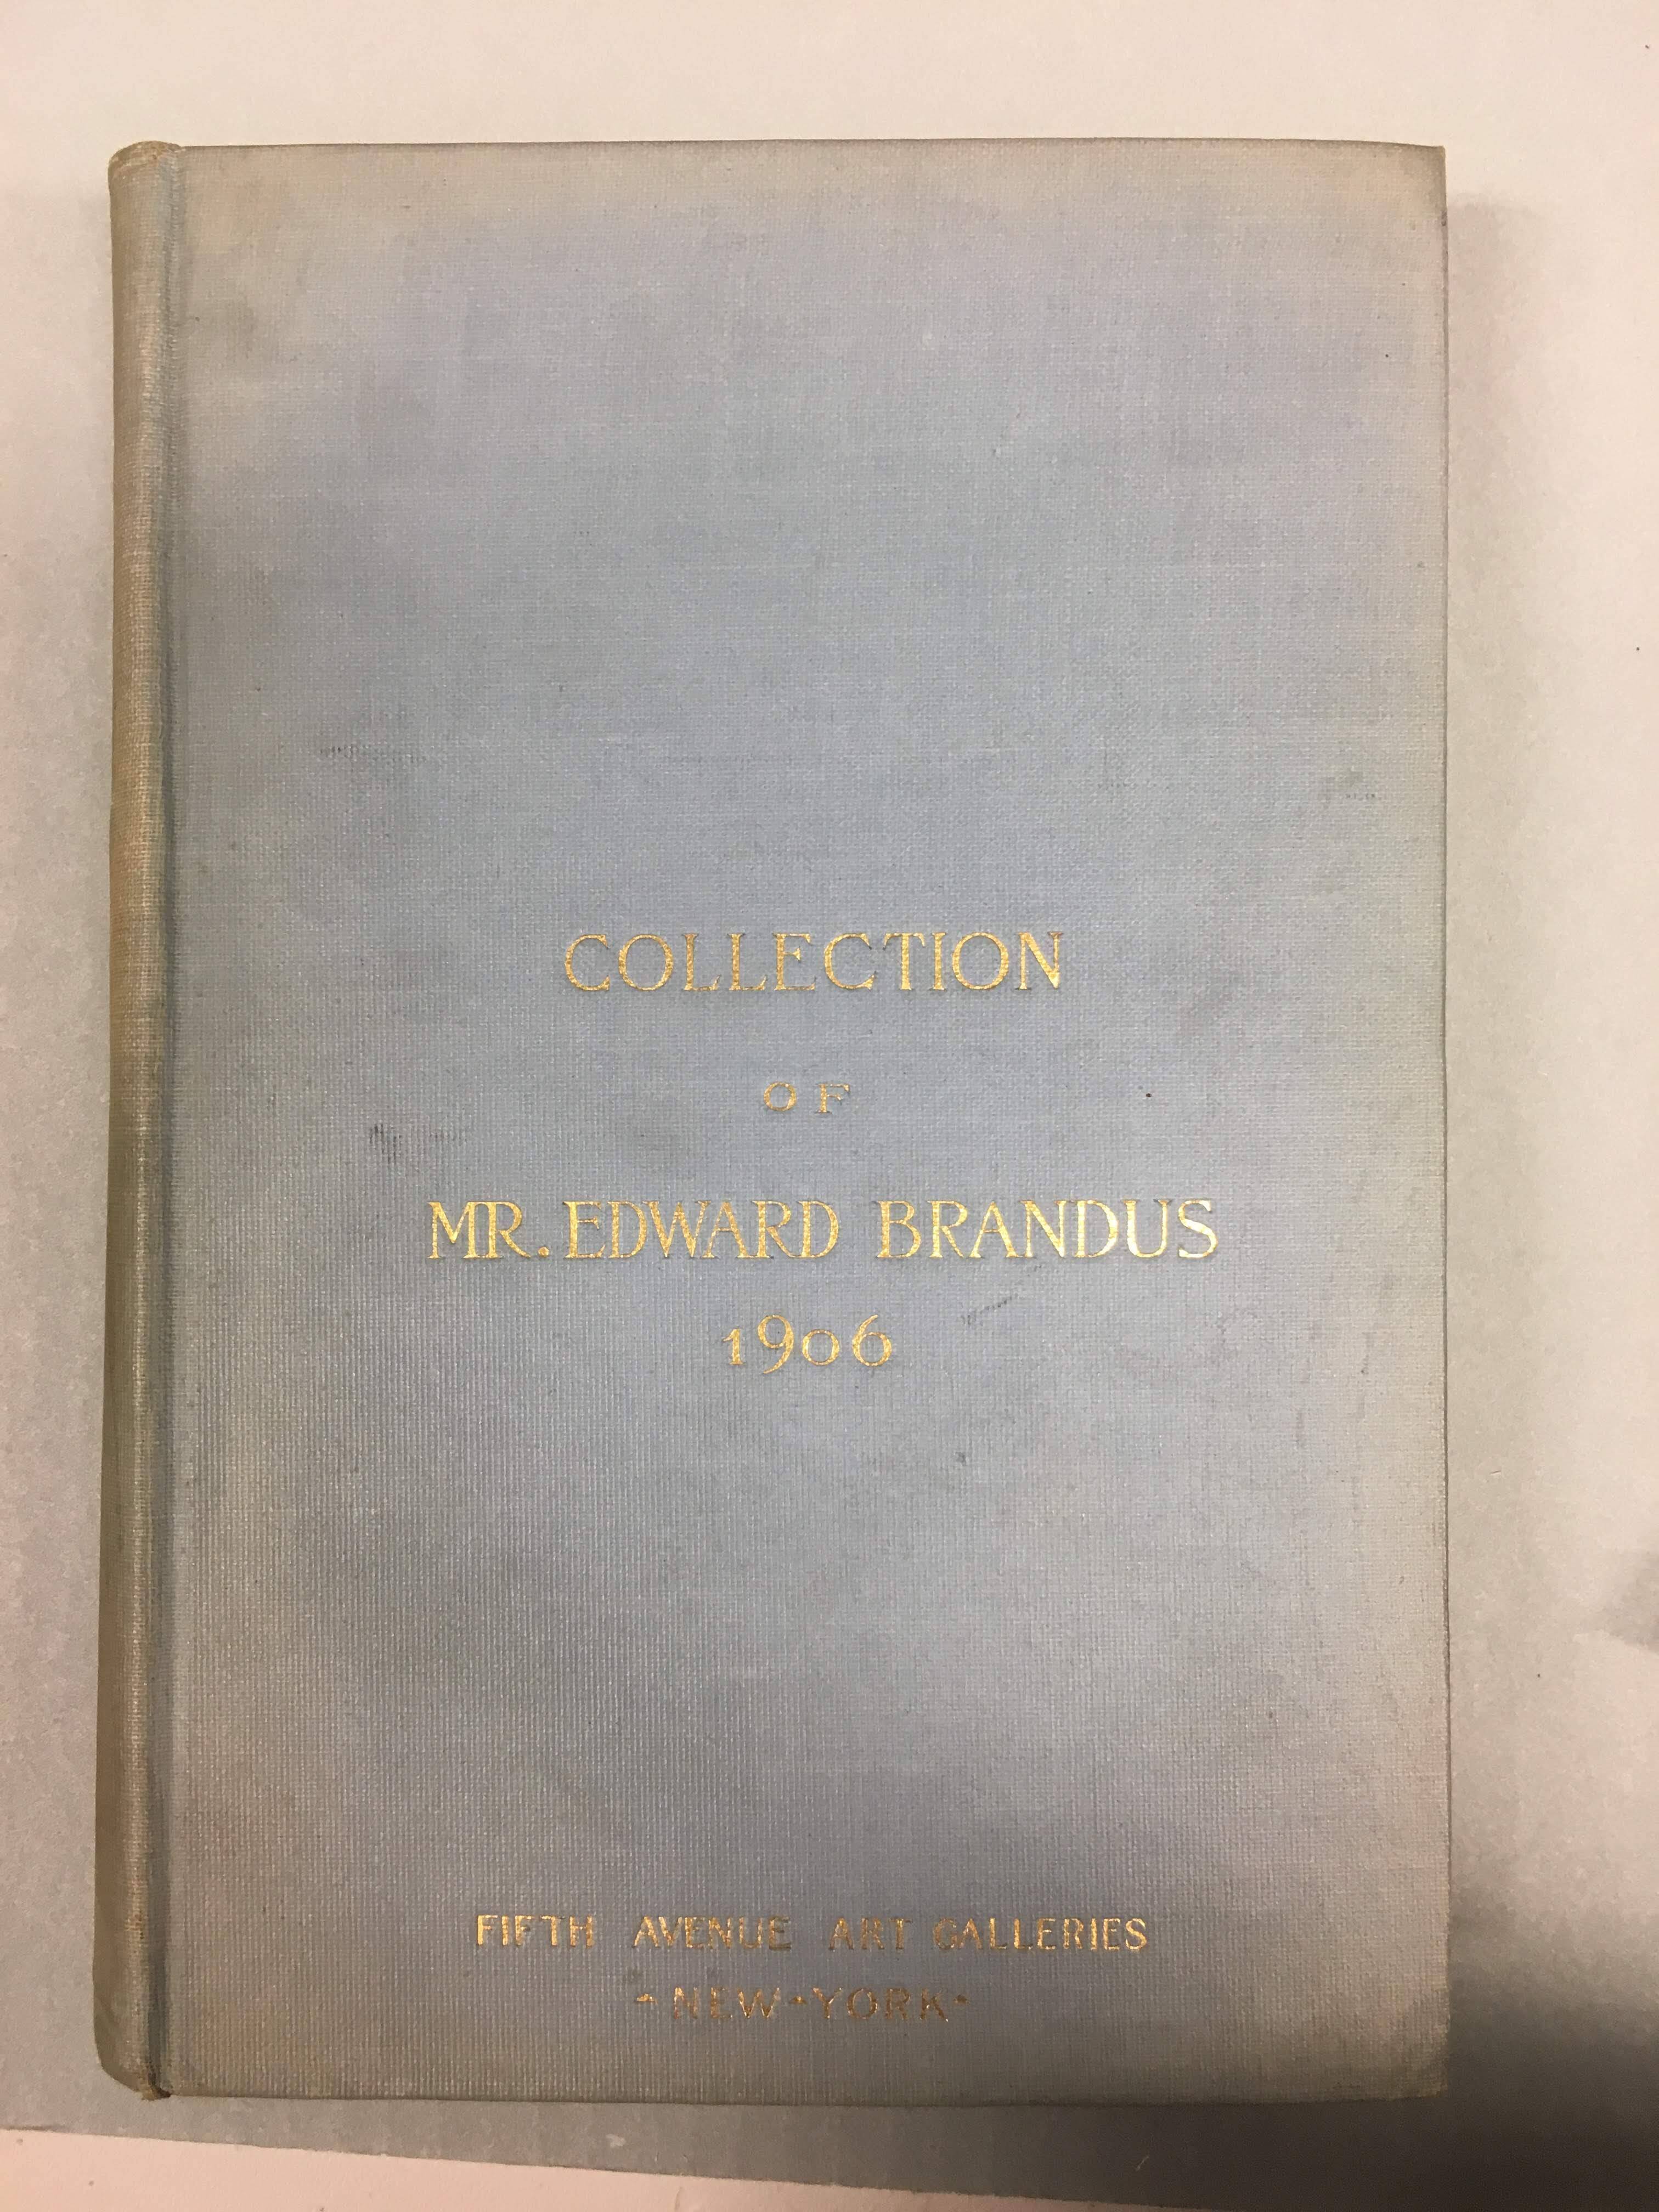 COLLECTION
OF
MR. EDWARD BRANDUS
1906
FIFTH AVENUE ART GALLERIES
-NEW-YORK-